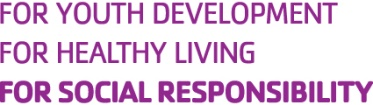 FOR YOUTH DEVELOPMENT
FOR HEALTHY LIVING
FOR SOCIAL RESPONSIBILITY